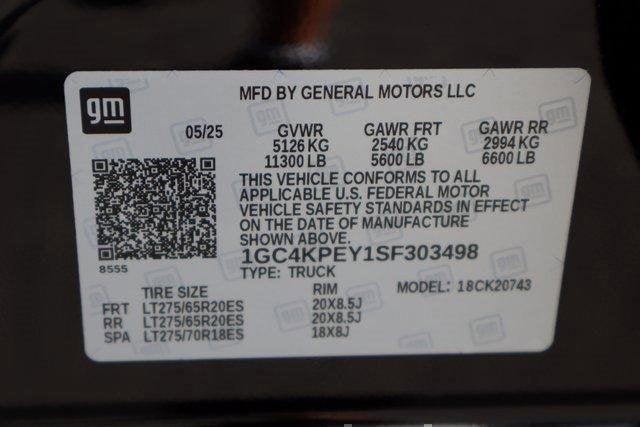 gm
MFD BY GENERAL MOTORS LLC
05/25 GVWR GAWR FRT GAWR RR
5126 KG 2540 KG 2994 KG
11300 LB 5600 LB 6600 LB
THIS VEHICLE CONFORMS TO ALL
APPLICABLE U.S. FEDERAL MOTOR
VEHICLE SAFETY STANDARDS IN EFFECT
ON THE DATE OF MANUFACTURE
SHOWN ABOVE.
8555
1GC4KPEY1SF303498
TYPE: TRUCK MODEL: 18CK20743
TIRE SIZE RIM
FRT LT275/65R20ES 20X8.5J
RR LT275/65R20ES 20X8.5J
SPA LT275/70R18ES 18X8J